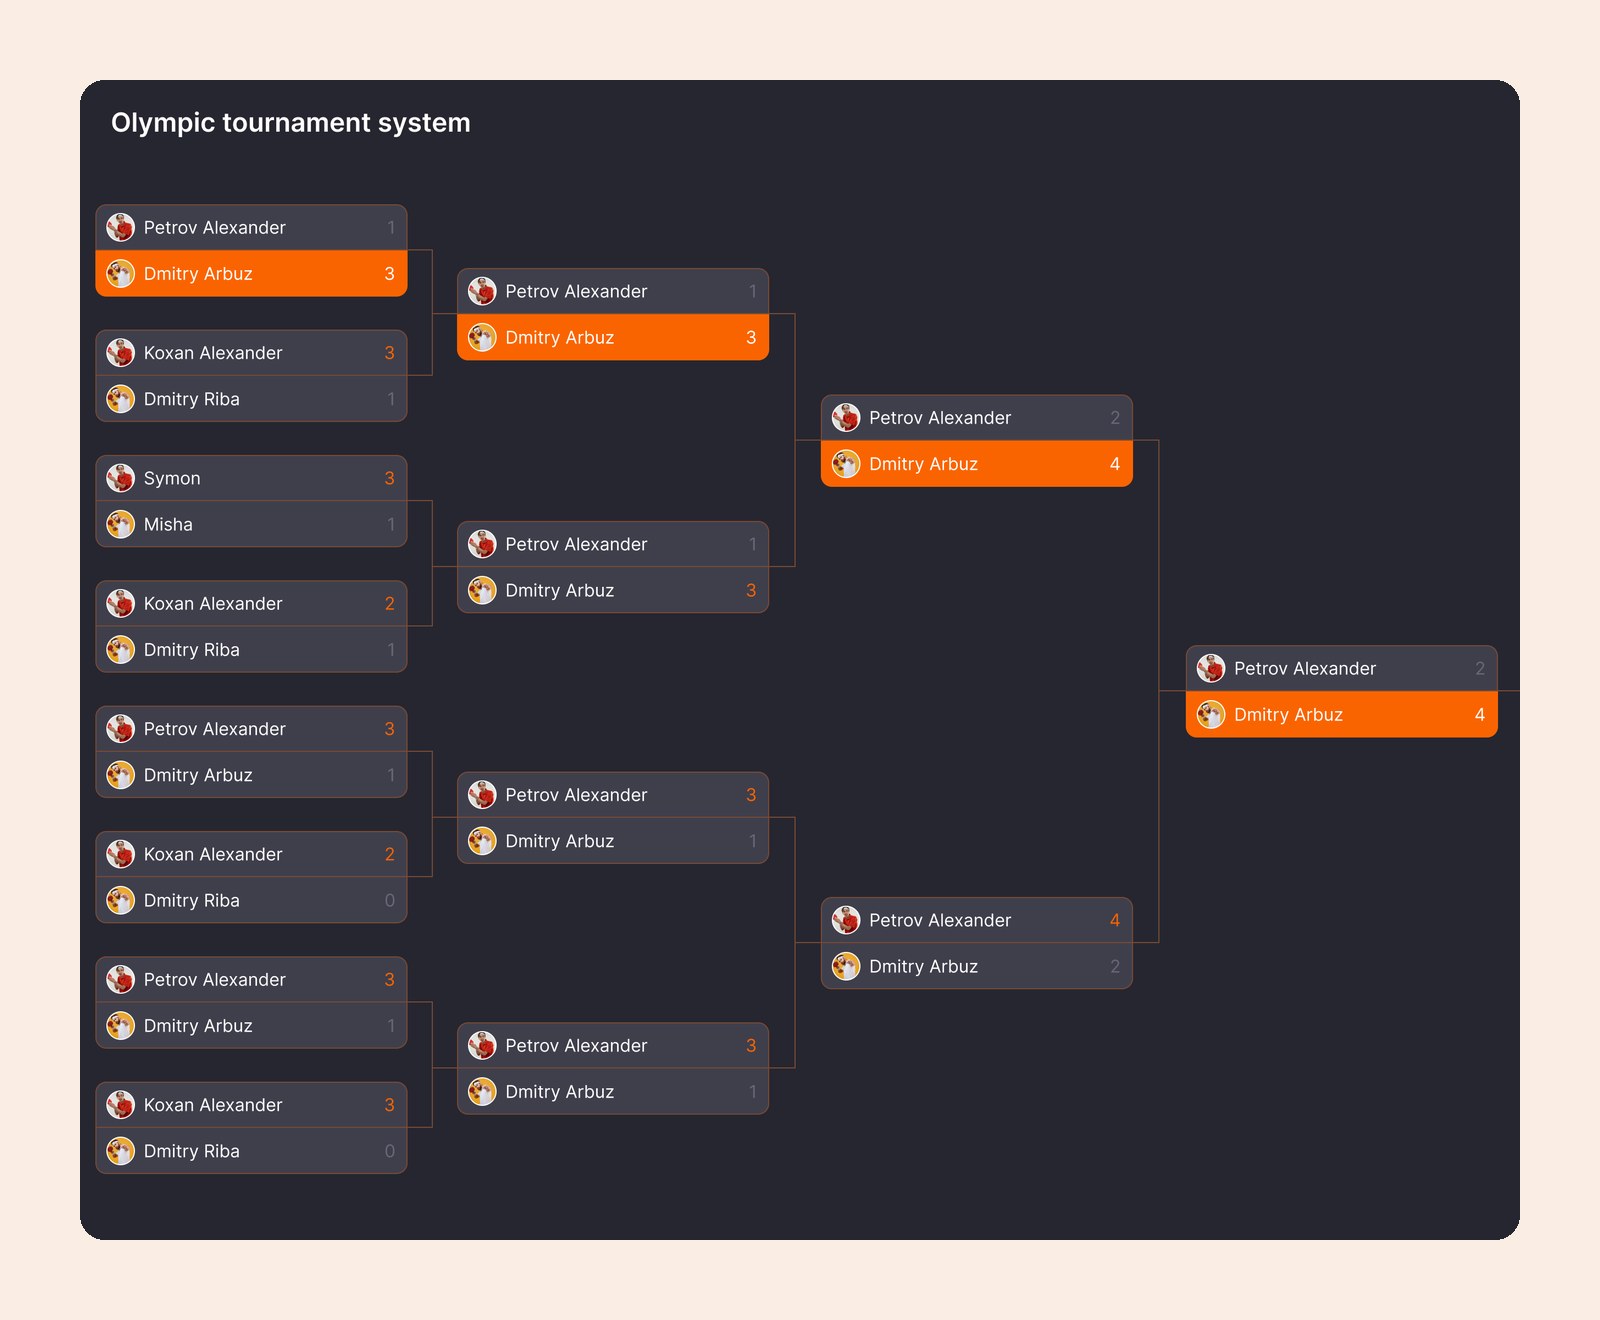 Olympic tournament system
Petrov Alexander 1
Dmitry Arbuz 3
Koxan Alexander 3
Dmitry Riba 1
Symon 3
Misha 1
Koxan Alexander 2
Dmitry Riba 1
Petrov Alexander 3
Dmitry Arbuz 1
Koxan Alexander 2
Dmitry Riba 0
Petrov Alexander 3
Dmitry Arbuz 1
Koxan Alexander 3
Dmitry Riba 0
Petrov Alexander 1
Dmitry Arbuz 3
Petrov Alexander 1
Dmitry Arbuz 3
Petrov Alexander 3
Dmitry Arbuz 1
Petrov Alexander 3
Dmitry Arbuz 1
Petrov Alexander 2
Dmitry Arbuz 4
Petrov Alexander 4
Dmitry Arbuz 2
Petrov Alexander 2
Dmitry Arbuz 4